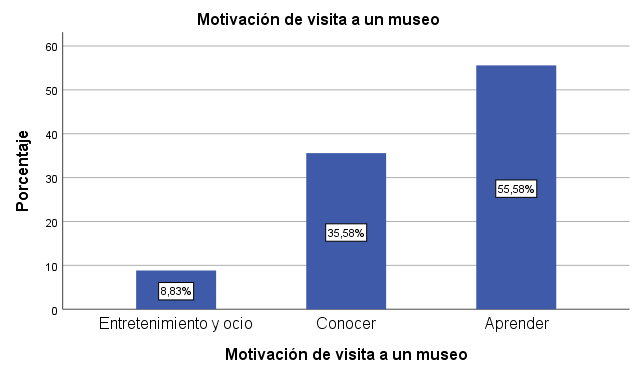 Motivación de visita a un museo
Porcentaje
60
50
40
30
20
10
0
8,83%
35,58%
55,58%
Entretenimiento y ocio
Conocer
Aprender
Motivación de visita a un museo